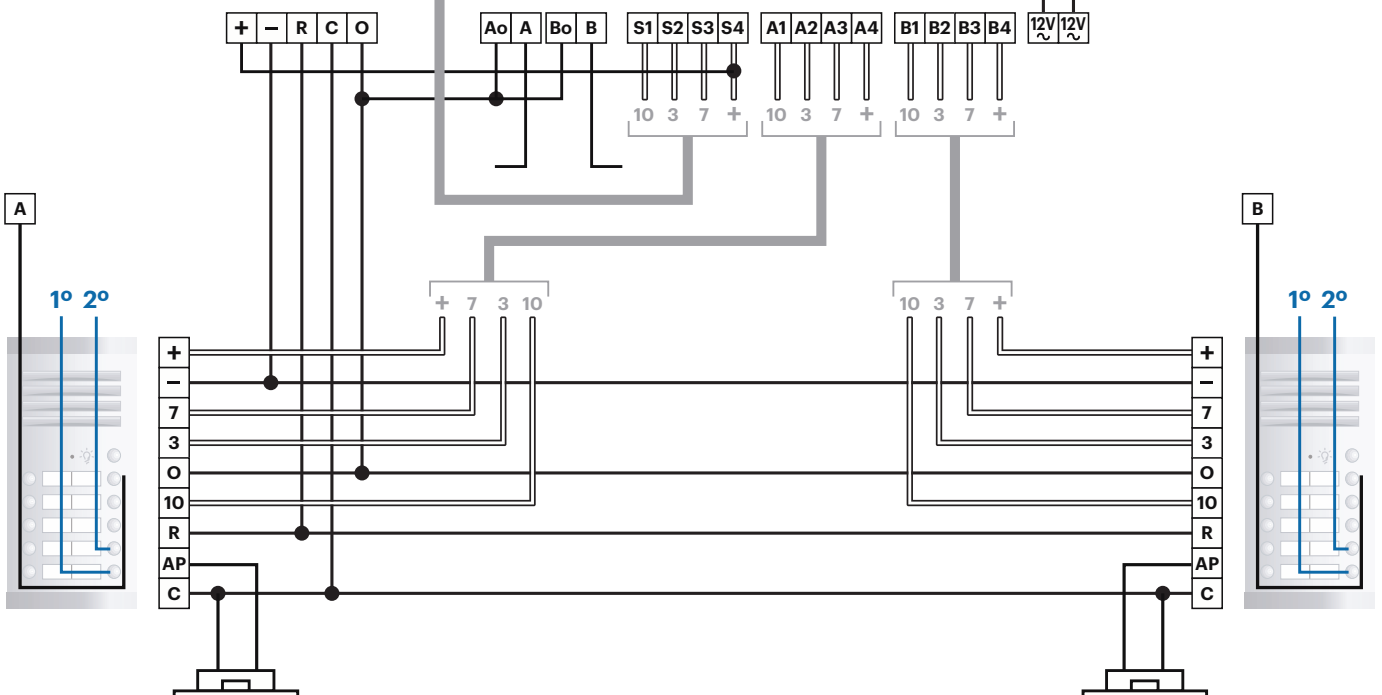 + − R C O Ao A Bo B S1 S2 S3 S4 A1 A2 A3 A4 B1 B2 B3 B4 12V ~ 12V ~
10 3 7 + 10 3 7 + 10 3 7 +
A B
1º 2º + 7 3 10 10 3 7 + 1º 2º
+ +
− −
7 7
3 3
O O
10 10
R R
AP AP
C C